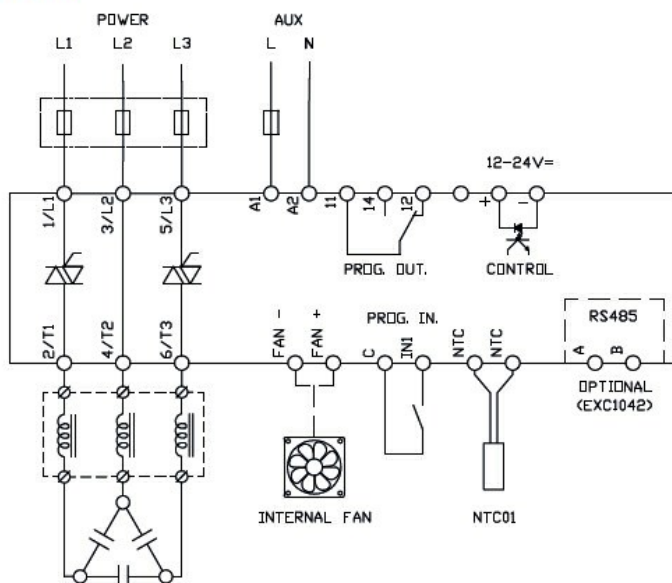 POWER
AUX
L1 L2 L3 L N
12-24V=
1/L1 3/L2 5/L3 A1 A2 11 14 12 + -
PROG. OUT.
CONTROL
PROG. IN.
RS485
2/T1 4/T2 6/T3 FAN - FAN + C IN1 NTC NTC A B
OPTIONAL
(EXC1042)
INTERNAL FAN
NTC01